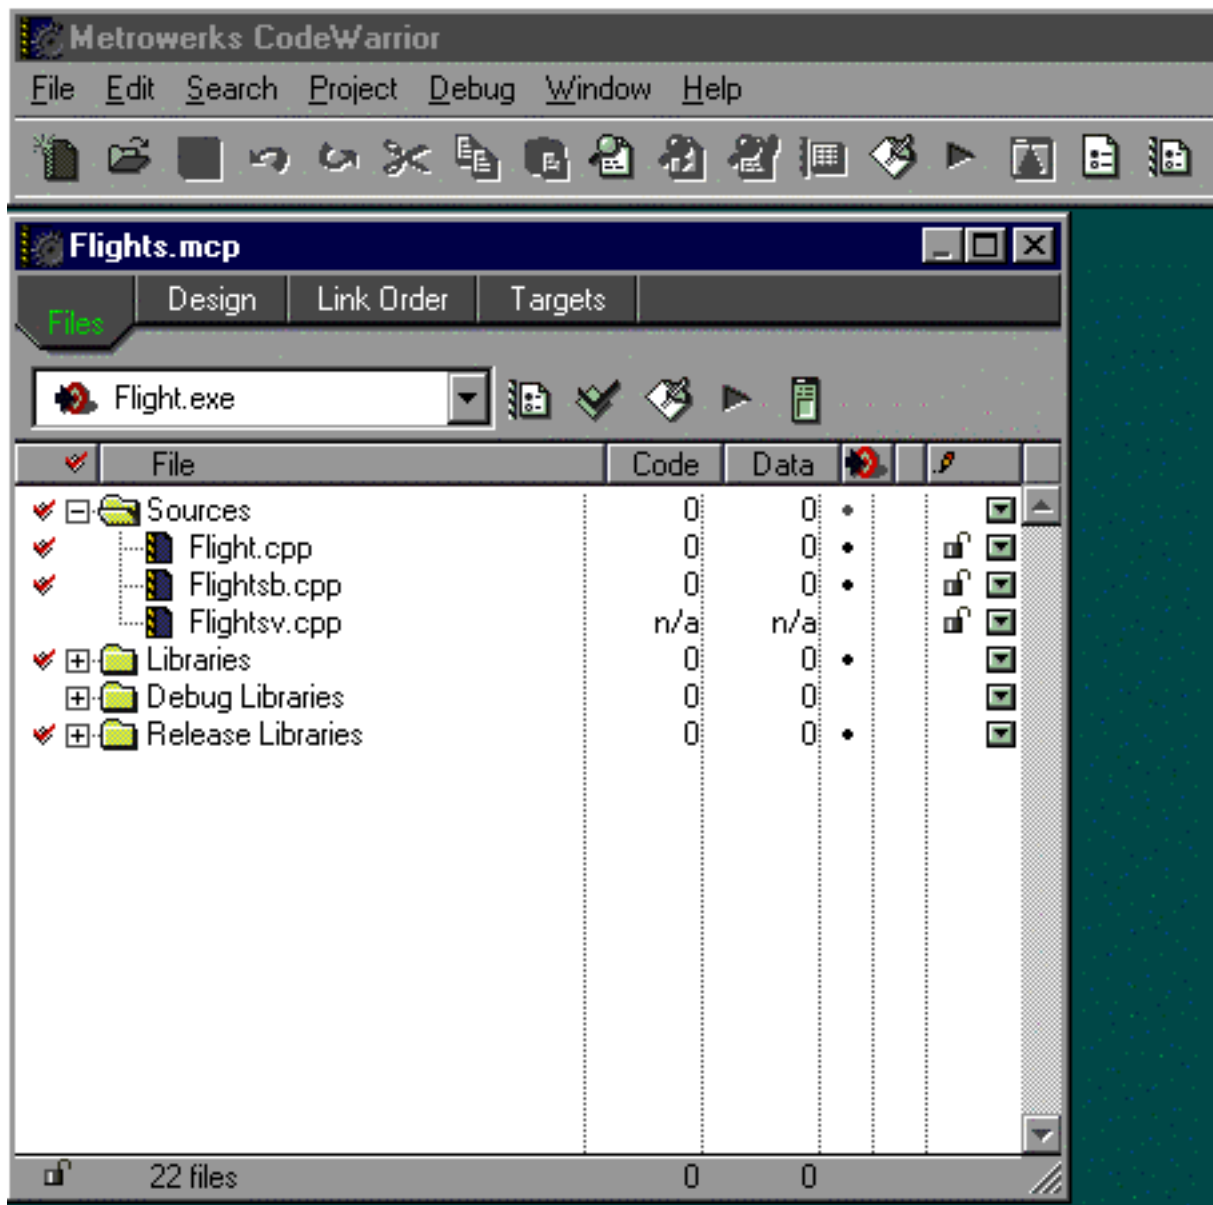 Metrowerks CodeWarrior
File Edit Search Project Debug Window Help
Flights.mcp
Files Design Link Order Targets
Flight.exe
File Code Data
Sources 0 0
Flight.cpp 0 0
Flightsb.cpp 0 0
Flightsv.cpp n/a n/a
Libraries 0 0
Debug Libraries 0 0
Release Libraries 0 0
22 files 0 0